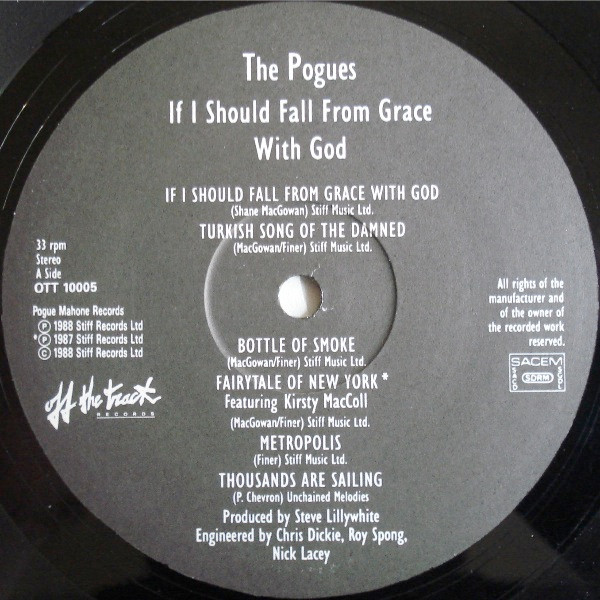 The Pogues
If I Should Fall From Grace
With God
IF I SHOULD FALL FROM GRACE WITH GOD
(Shane MacGowan) Stiff Music Ltd.
TURKISH SONG OF THE DAMNED
(MacGowan/Finer) Stiff Music Ltd.
33 rpm
Stereo
A Side
OTT 10005
Pogue Mahone Records
Ⓟ 1988 Stiff Records Ltd
*Ⓟ 1987 Stiff Records Ltd
© 1988 Stiff Records Ltd
off the track
RECORDS
All rights of the
manufacturer and
of the owner of
the recorded work
reserved.
SACEM
SACD
SDRM
SCD
BOTTLE OF SMOKE
(MacGowan/Finer) Stiff Music Ltd.
FAIRYTALE OF NEW YORK*
Featuring Kirsty MacColl
(MacGowan/Finer) Stiff Music Ltd.
METROPOLIS
(Finer) Stiff Music Ltd.
THOUSANDS ARE SAILING
(P. Chevron) Unchained Melodies
Produced by Steve Lillywhite
Engineered by Chris Dickie, Roy Spong,
Nick Lacey